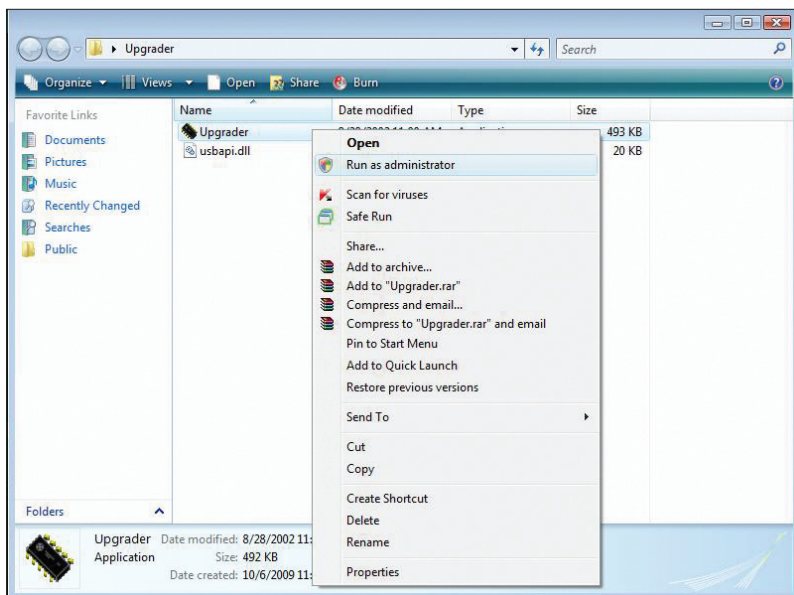 Upgrader
Search
Organize Views Open Share Burn
Favorite Links
Documents
Pictures
Music
Recently Changed
Searches
Public
Folders
Name Date modified Type Size
Upgrader 493 KB
usbapi.dll 20 KB
Open
Run as administrator
Scan for viruses
Safe Run
Share...
Add to archive...
Add to "Upgrader.rar"
Compress and email...
Compress to "Upgrader.rar" and email
Pin to Start Menu
Add to Quick Launch
Restore previous versions
Send To
Cut
Copy
Create Shortcut
Delete
Rename
Properties
Upgrader Date modified: 8/28/2002 11:
Application Size: 492 KB
Date created: 10/6/2009 11: